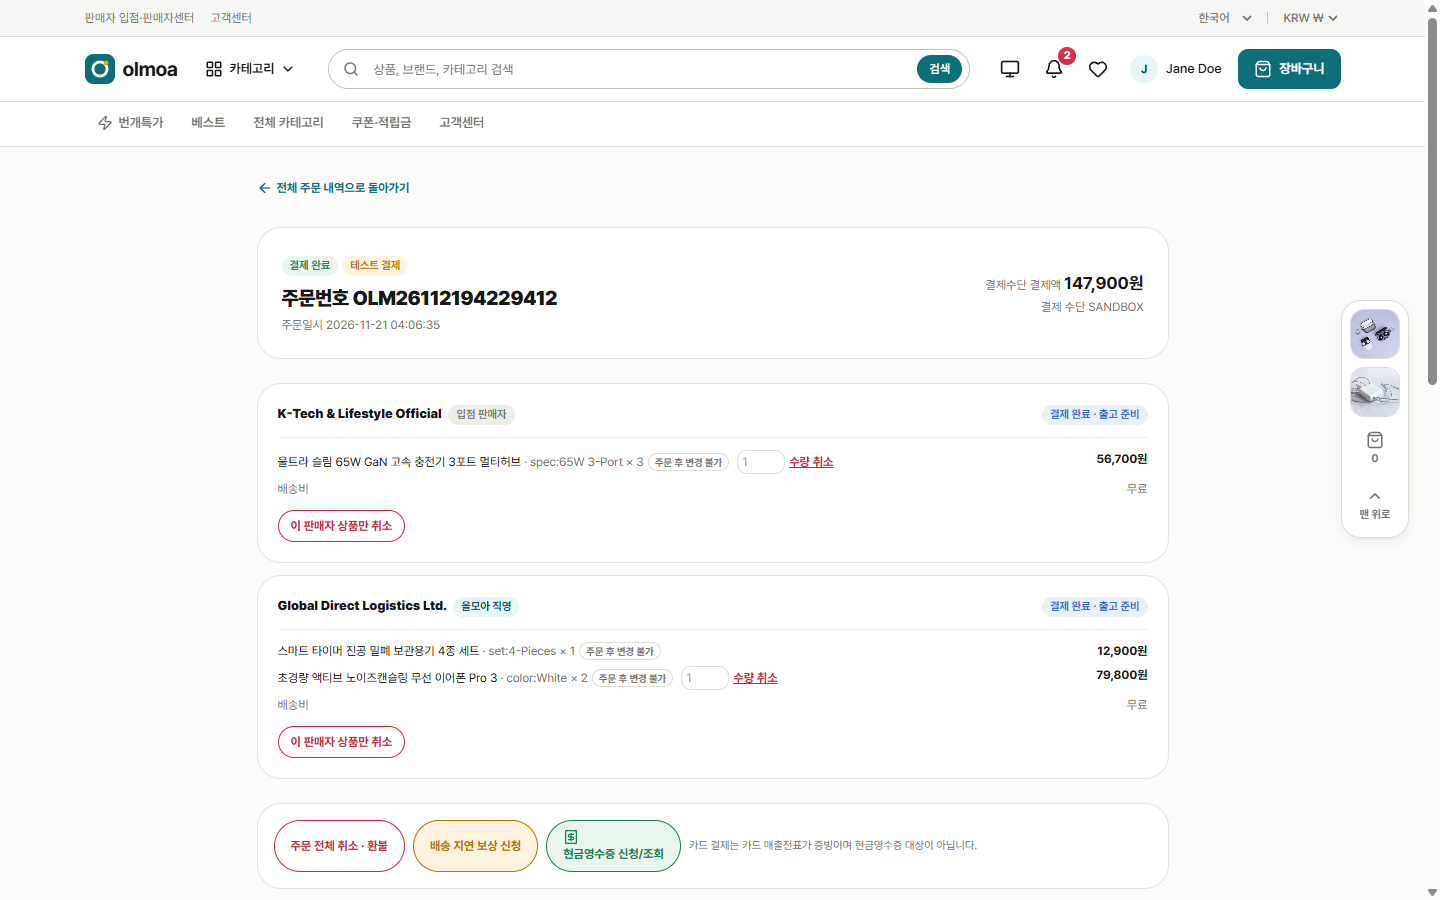 판매자 입점·판매자센터 고객센터 한국어 KRW ₩
olmoa 카테고리 상품, 브랜드, 카테고리 검색 검색 2 J Jane Doe 장바구니
번개특가 베스트 전체 카테고리 쿠폰·적립금 고객센터
전체 주문 내역으로 돌아가기
결제 완료 테스트 결제
주문번호 OLM26112194229412
주문일시 2026-11-21 04:06:35
결제수단 결제액 147,900원
결제 수단 SANDBOX
K-Tech & Lifestyle Official 입점 판매자 결제 완료 · 출고 준비
울트라 슬림 65W GaN 고속 충전기 3포트 멀티허브 · spec:65W 3-Port × 3 주문 후 변경 불가 1 수량 취소 56,700원
배송비 무료
이 판매자 상품만 취소
Global Direct Logistics Ltd. 올모아 직영 결제 완료 · 출고 준비
스마트 타이머 진공 밀폐 보관용기 4종 세트 · set:4-Pieces × 1 주문 후 변경 불가 12,900원
초경량 액티브 노이즈캔슬링 무선 이어폰 Pro 3 · color:White × 2 주문 후 변경 불가 1 수량 취소 79,800원
배송비 무료
이 판매자 상품만 취소
주문 전체 취소 · 환불 배송 지연 보상 신청 현금영수증 신청/조회 카드 결제는 카드 매출전표가 증빙이며 현금영수증 대상이 아닙니다.
0
맨 위로